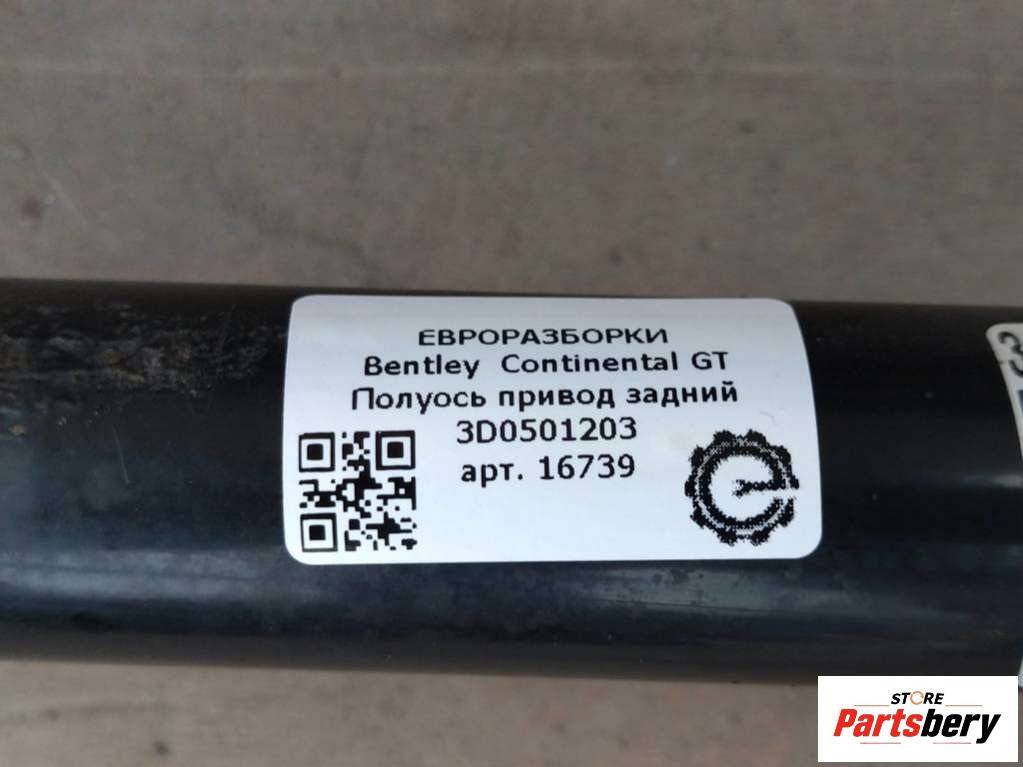 ЕВРОРАЗБОРКИ
Bentley Continental GT
Полуось привод задний
3D0501203
арт. 16739
STORE
Partsbery